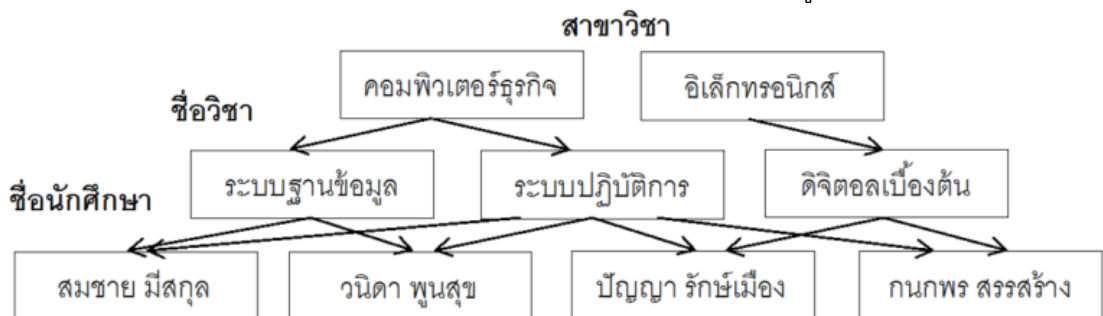 สาขาวิชา
คอมพิวเตอร์ธุรกิจ อิเล็กทรอนิกส์
ชื่อวิชา
ระบบฐานข้อมูล ระบบปฏิบัติการ ดิจิตอลเบื้องต้น
ชื่อนักศึกษา
สมชาย มีสกุล วนิดา พูนสุข ปัญญา รักษ์เมือง กนกพร สรรสร้าง